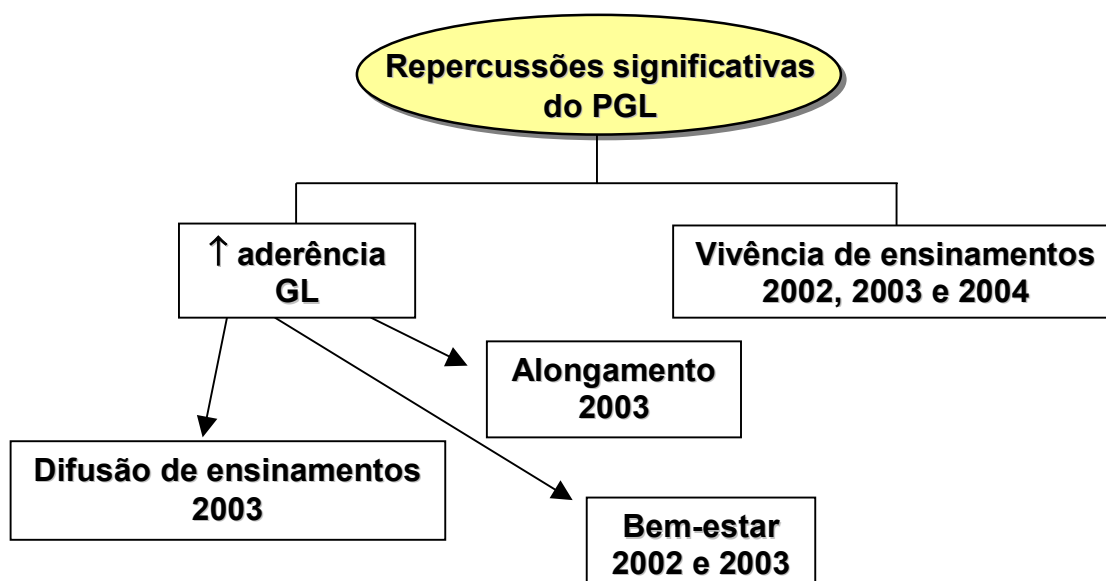 Repercussões significativas
do PGL
↑ aderência
GL
Vivência de ensinamentos
2002, 2003 e 2004
Alongamento
2003
Difusão de ensinamentos
2003
Bem-estar
2002 e 2003